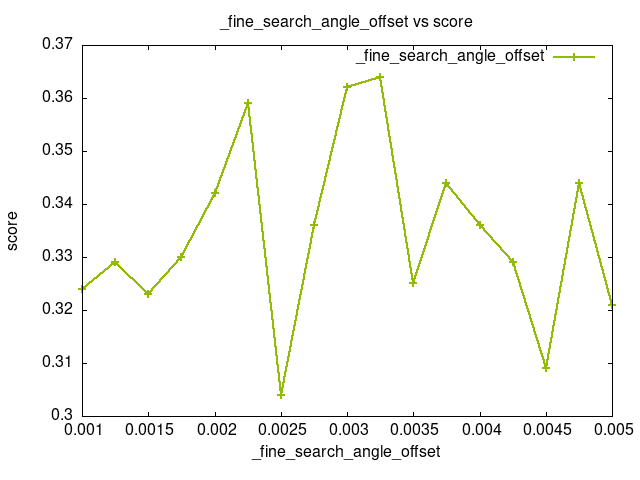 _fine_search_angle_offset vs score
_fine_search_angle_offset
0.37
0.36
0.35
0.34
0.33
0.32
0.31
0.3
score
0.001 0.0015 0.002 0.0025 0.003 0.0035 0.004 0.0045 0.005
_fine_search_angle_offset